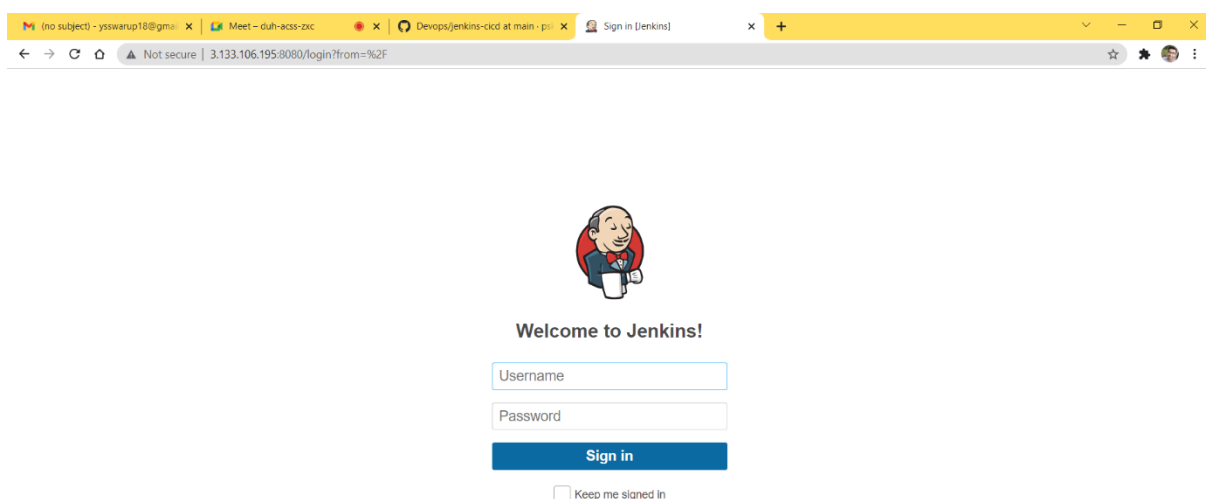 (no subject) - ysswarup18@gmai
Meet – duh-acss-zxc
Devops/jenkins-cicd at main · psk
Sign in [Jenkins]
Not secure | 3.133.106.195:8080/login?from=%2F
Welcome to Jenkins!
Username
Password
Sign in
Keep me signed in